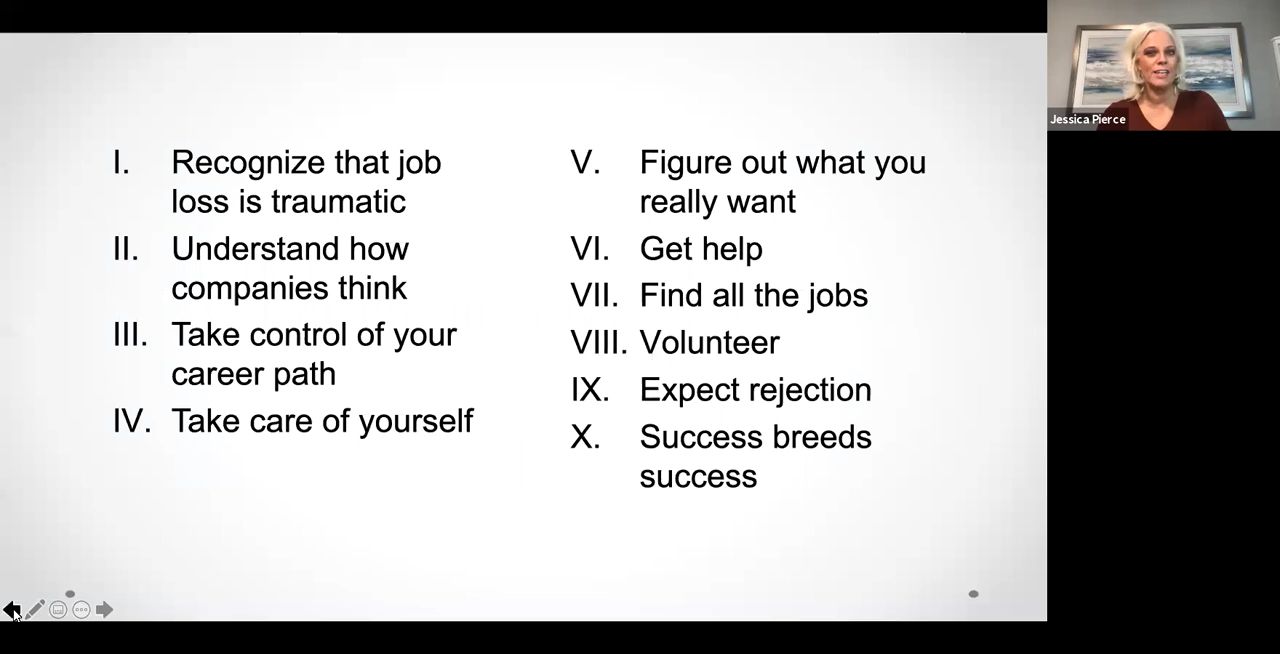 I. Recognize that job
loss is traumatic
II. Understand how
companies think
III. Take control of your
career path
IV. Take care of yourself
V. Figure out what you
really want
VI. Get help
VII. Find all the jobs
VIII. Volunteer
IX. Expect rejection
X. Success breeds
success
Jessica Pierce